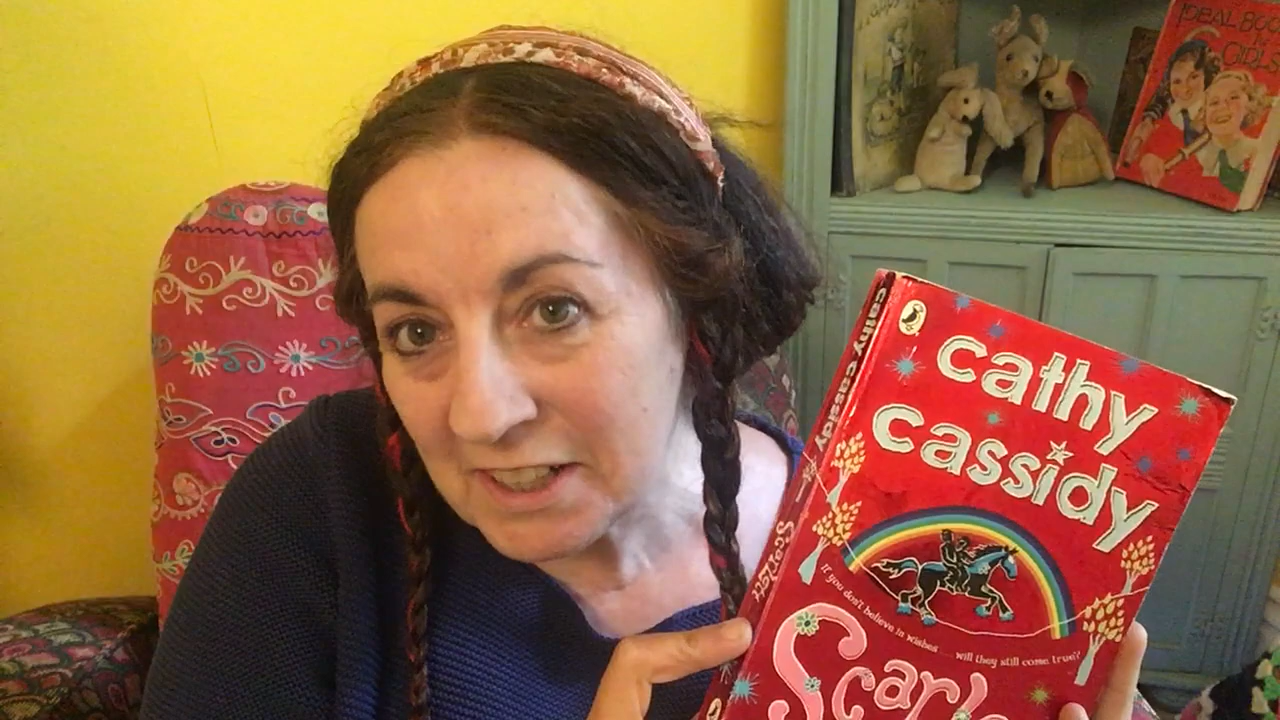 IDEAL BOOK
GIRLS
cathy cassidy
Scarlett
cathy
cassidy
If you don't believe in wishes... will they still come true?
Scarle